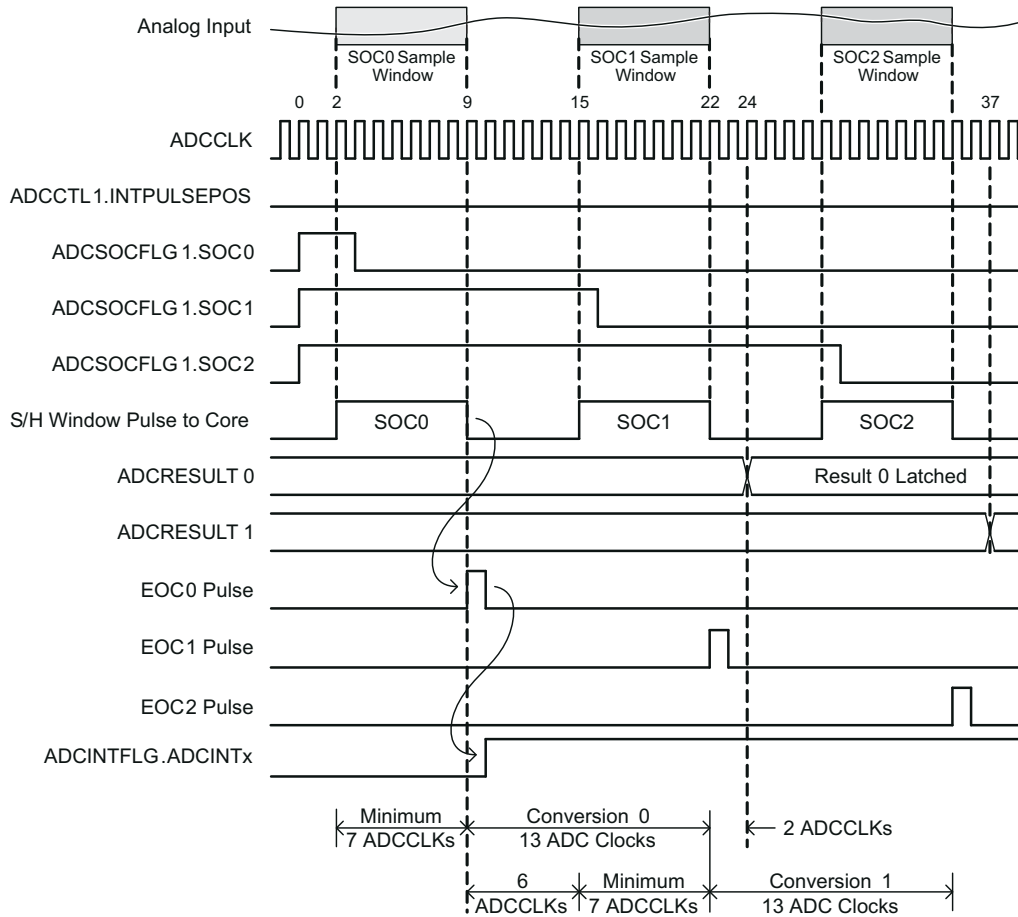 Analog Input
SOC0 Sample
Window
SOC1 Sample
Window
SOC2 Sample
Window
0 2 9 15 22 24 37
ADCCLK
ADCCTL1.INTPULSEPOS
ADCSOCFLG 1.SOC0
ADCSOCFLG 1.SOC1
ADCSOCFLG 1.SOC2
S/H Window Pulse to Core SOC0 SOC1 SOC2
ADCRESULT 0 Result 0 Latched
ADCRESULT 1
EOC0 Pulse
EOC1 Pulse
EOC2 Pulse
ADCINTFLG.ADCINTx
Minimum
7 ADCCLKs
Conversion 0
13 ADC Clocks
2 ADCCLKs
6
ADCCLKs
Minimum
7 ADCCLKs
Conversion 1
13 ADC Clocks